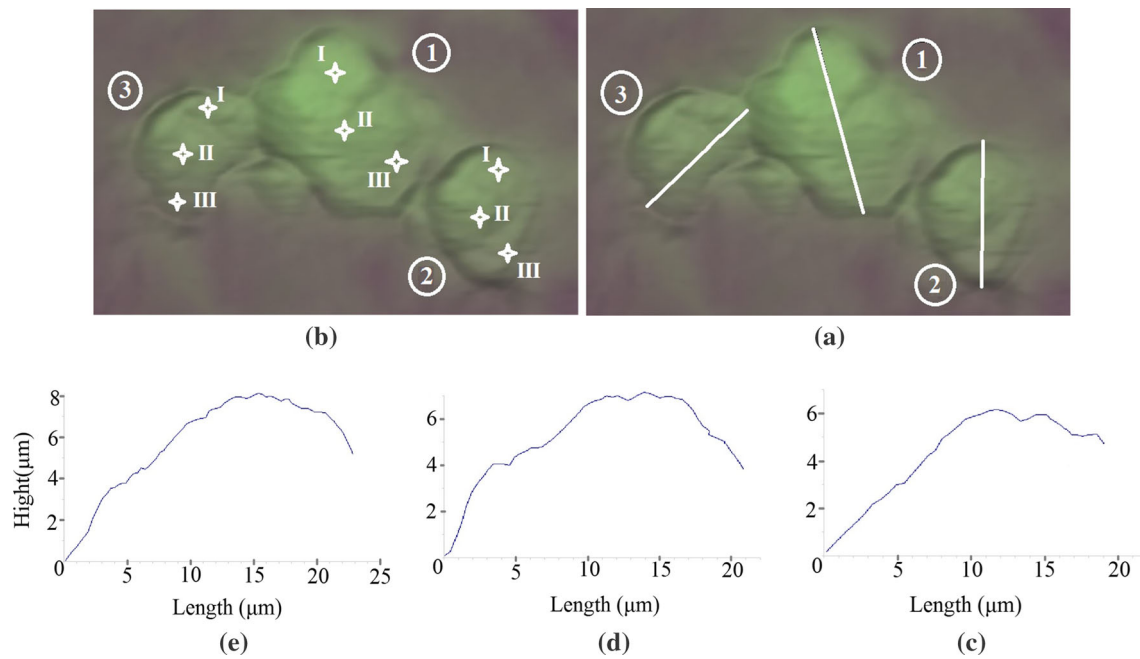 3 I II III I II III 1 I II III 2
3 1 2
(b) (a)
Hight(μm)
8
6
4
2
0 5 10 15 20 25
Length (μm)
(e)
6
4
2
0 5 10 15 20
Length (μm)
(d)
6
4
2
0 5 10 15 20
Length (μm)
(c)